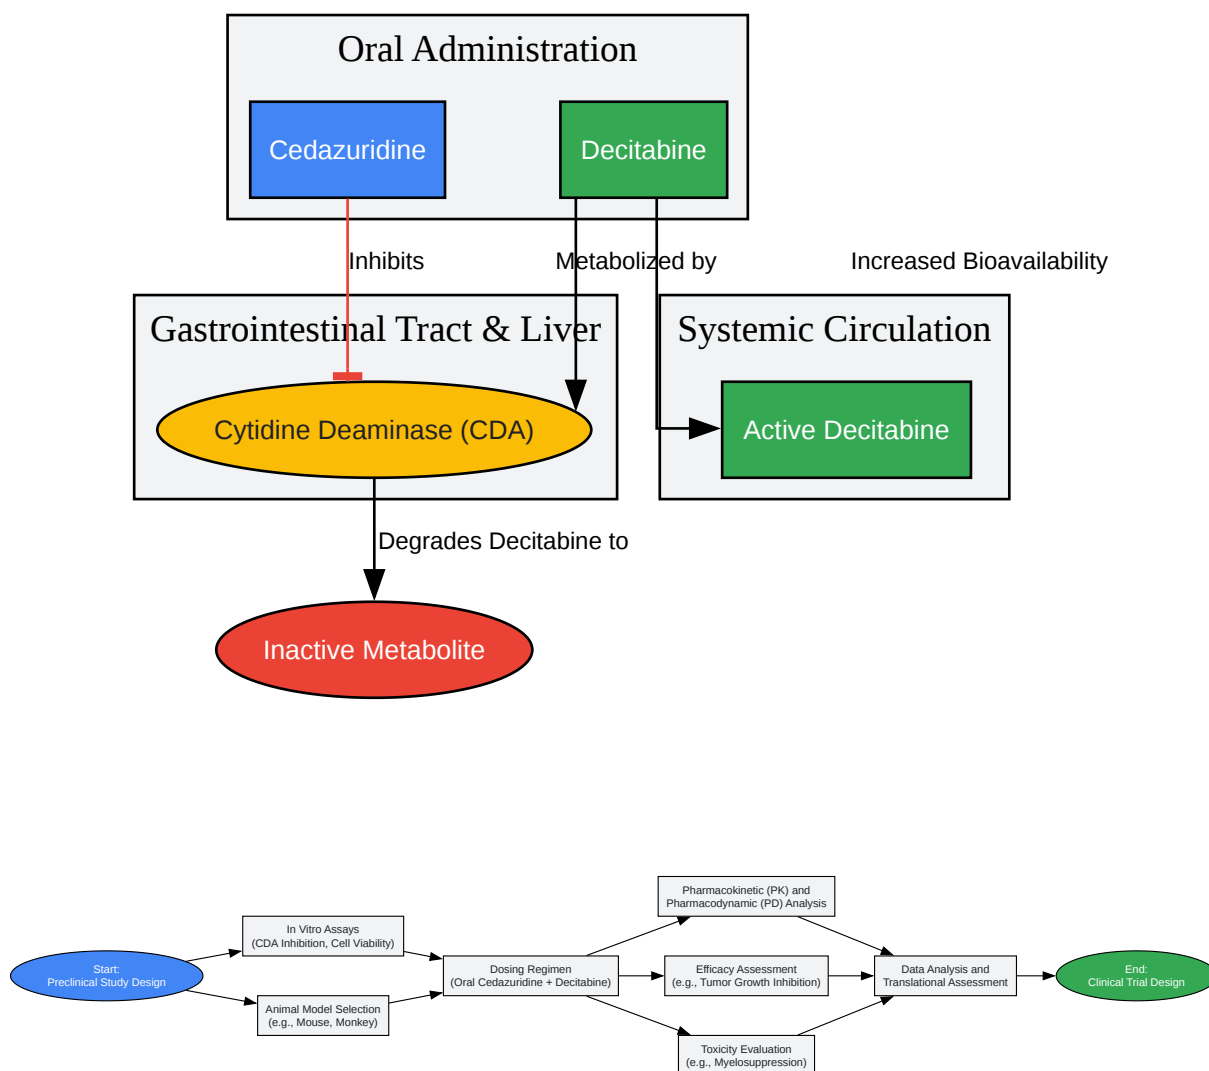 Oral Administration
Cedazuridine
Decitabine
Inhibits
Metabolized by
Increased Bioavailability
Gastrointestinal Tract & Liver
Systemic Circulation
Cytidine Deaminase (CDA)
Active Decitabine
Degrades Decitabine to
Inactive Metabolite
Start:
Preclinical Study Design
In Vitro Assays
(CDA Inhibition, Cell Viability)
Animal Model Selection
(e.g., Mouse, Monkey)
Dosing Regimen
(Oral Cedazuridine + Decitabine)
Pharmacokinetic (PK) and
Pharmacodynamic (PD) Analysis
Efficacy Assessment
(e.g., Tumor Growth Inhibition)
Toxicity Evaluation
(e.g., Myelosuppression)
Data Analysis and
Translational Assessment
End:
Clinical Trial Design